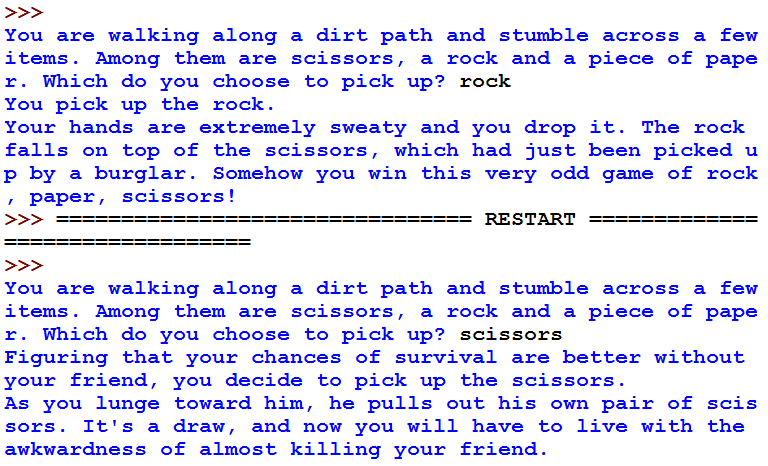 >>>
You are walking along a dirt path and stumble across a few
items. Among them are scissors, a rock and a piece of pape
r. Which do you choose to pick up? rock
You pick up the rock.
Your hands are extremely sweaty and you drop it. The rock
falls on top of the scissors, which had just been picked u
p by a burglar. Somehow you win this very odd game of rock
, paper, scissors!
>>> ================================ RESTART =============
===================
>>>
You are walking along a dirt path and stumble across a few
items. Among them are scissors, a rock and a piece of pape
r. Which do you choose to pick up? scissors
Figuring that your chances of survival are better without
your friend, you decide to pick up the scissors.
As you lunge toward him, he pulls out his own pair of scis
sors. It's a draw, and now you will have to live with the
awkwardness of almost killing your friend.